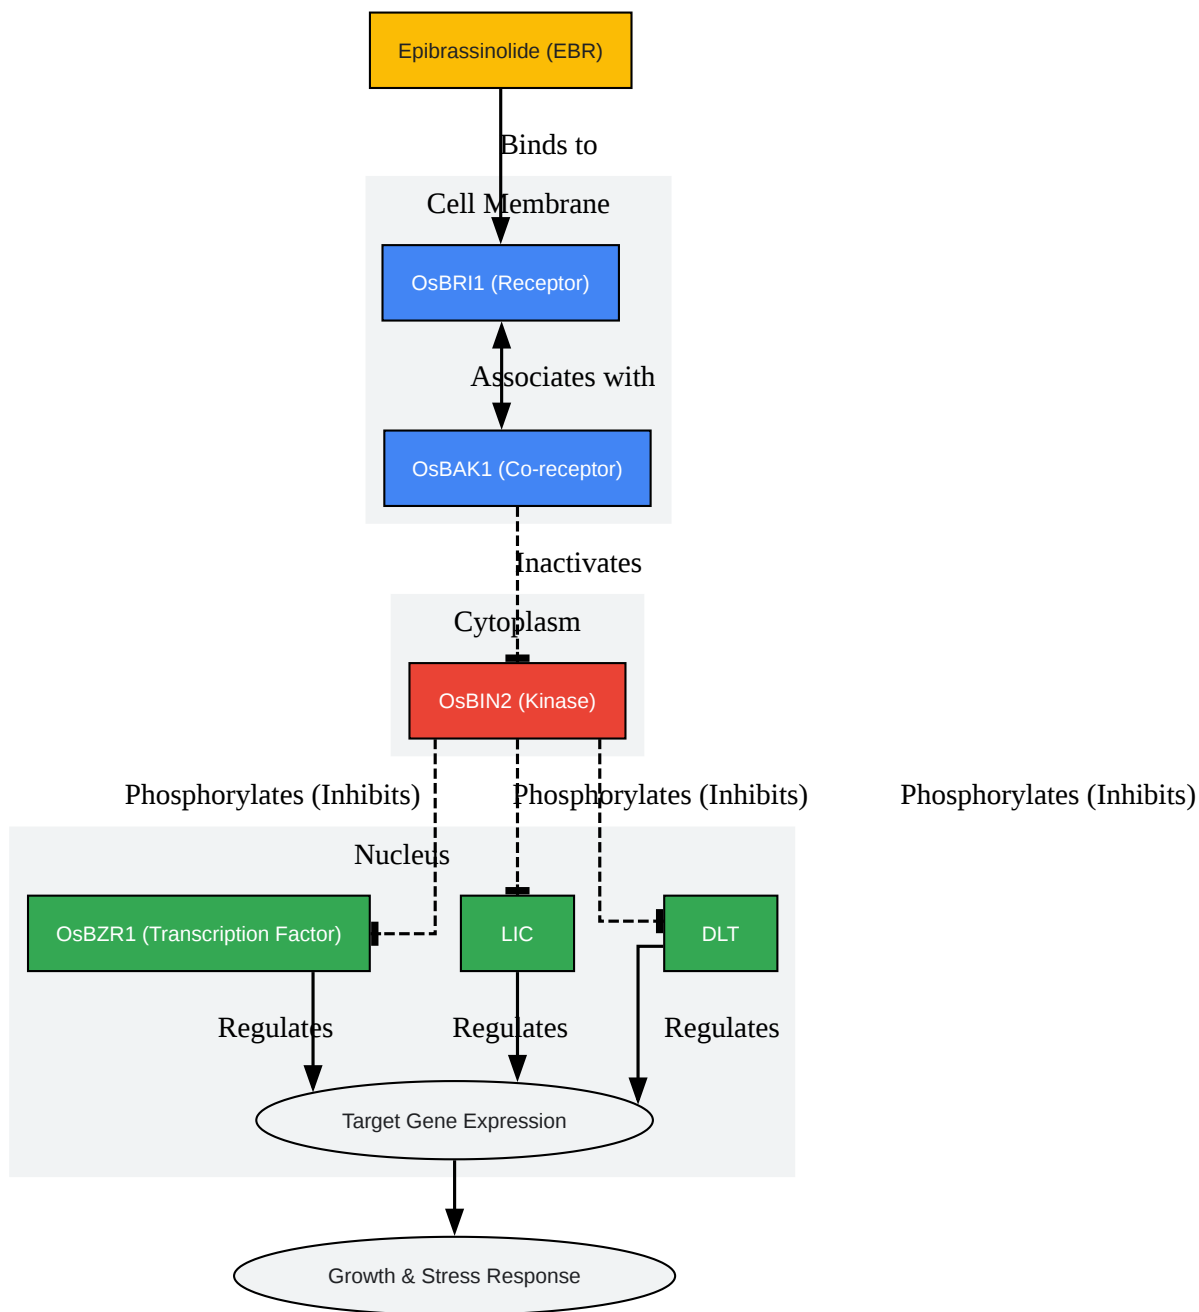 Epibrassinolide (EBR)
Binds to
Cell Membrane
OsBRI1 (Receptor)
Associates with
OsBAK1 (Co-receptor)
Inactivates
Cytoplasm
OsBIN2 (Kinase)
Phosphorylates (Inhibits)
Phosphorylates (Inhibits)
Phosphorylates (Inhibits)
Nucleus
OsBZR1 (Transcription Factor)
LIC
DLT
Regulates
Regulates
Regulates
Target Gene Expression
Growth & Stress Response